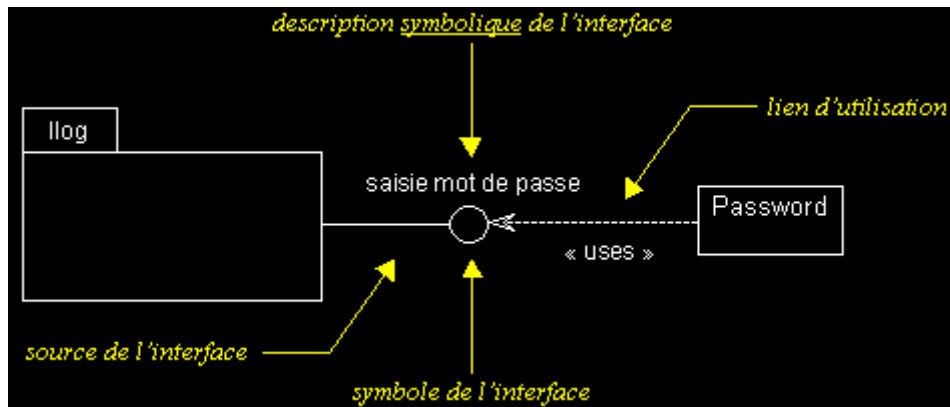 description symbolique de l'interface
lien d'utilisation
Ilog
saisie mot de passe
Password
« uses »
source de l'interface
symbole de l'interface